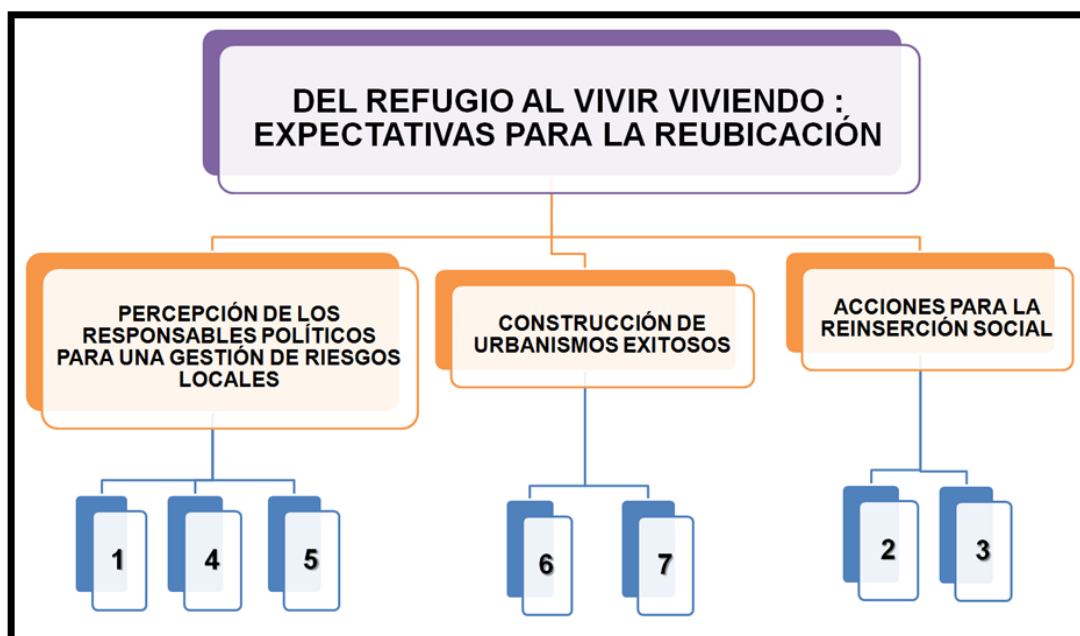 DEL REFUGIO AL VIVIR VIVIENDO :
EXPECTATIVAS PARA LA REUBICACIÓN
PERCEPCIÓN DE LOS
RESPONSABLES POLÍTICOS
PARA UNA GESTIÓN DE RIESGOS
LOCALES
CONSTRUCCIÓN DE
URBANISMOS EXITOSOS
ACCIONES PARA LA
REINSERCIÓN SOCIAL
1
4
5
6
7
2
3